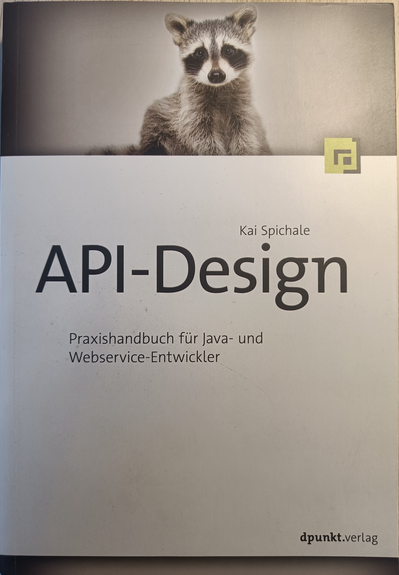 Kai Spichale
API-Design
Praxishandbuch für Java- und
Webservice-Entwickler
dpunkt.verlag